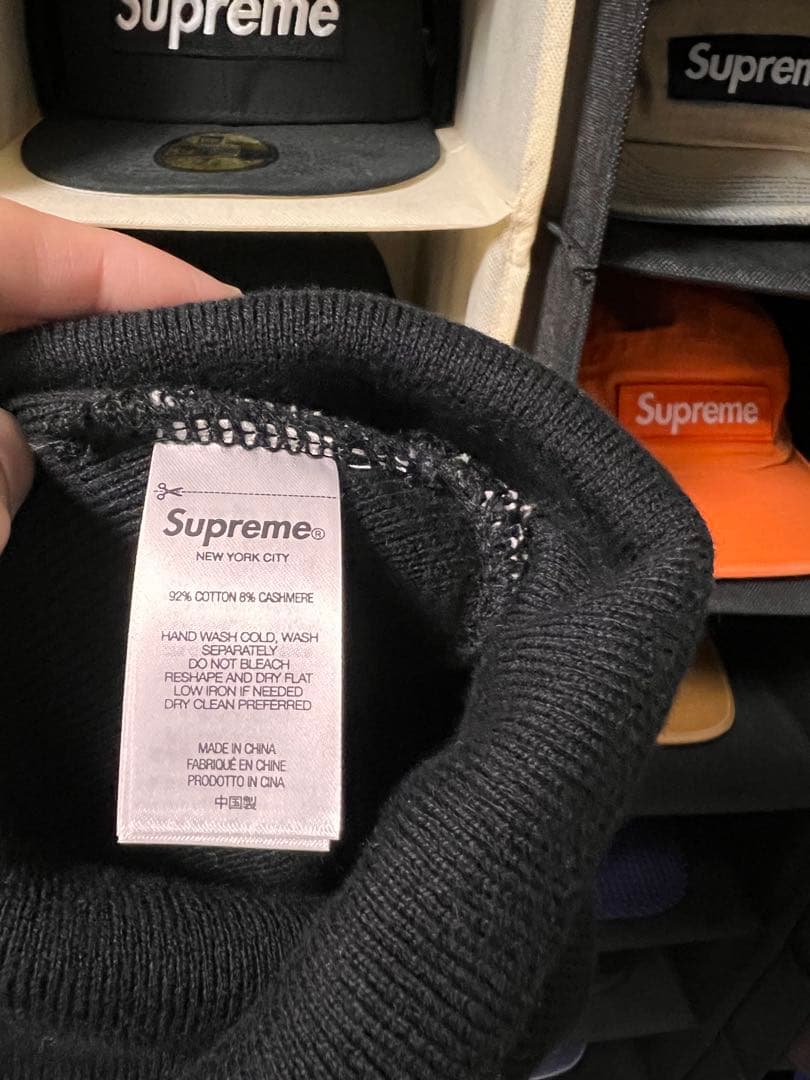 Supreme
Suprem
Supreme
Supreme®
NEW YORK CITY
92% COTTON 8% CASHMERE
HAND WASH COLD, WASH
SEPARATELY
DO NOT BLEACH
RESHAPE AND DRY FLAT
LOW IRON IF NEEDED
DRY CLEAN PREFERRED
MADE IN CHINA
FABRIQUÉ EN CHINE
PRODOTTO IN CINA
中国製